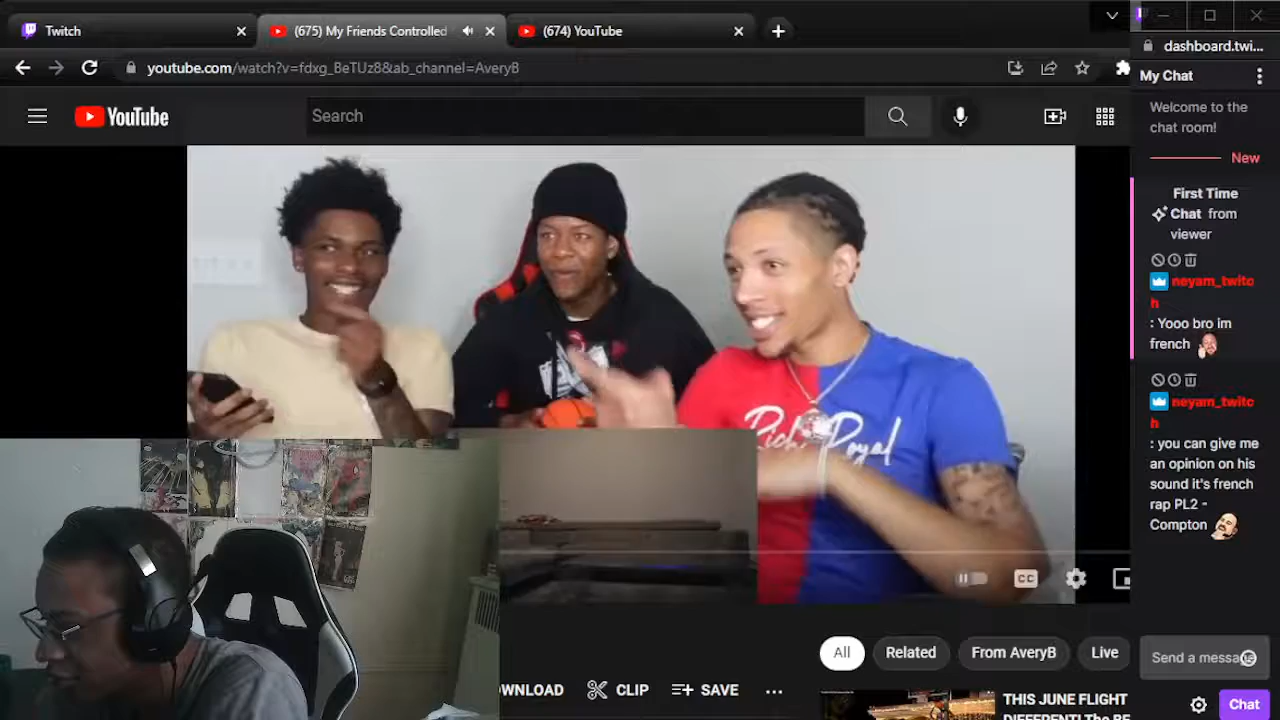 Twitch
(675) My Friends Controlled
(674) YouTube
youtube.com/watch?v=fdxg_BeTUz8&ab_channel=AveryB
dashboard.twi...
YouTube
Search
My Chat
Welcome to the
chat room!
New
First Time
Chat from
viewer
neyam_twitc
h
: Yooo bro im
french
neyam_twitc
h
: you can give me
an opinion on his
sound it's french
rap PL2 -
Compton
Rich Royal
CC
All
Related
From AveryB
Live
Send a messag
OWNLOAD
CLIP
SAVE
...
THIS JUNE FLIGHT
Chat